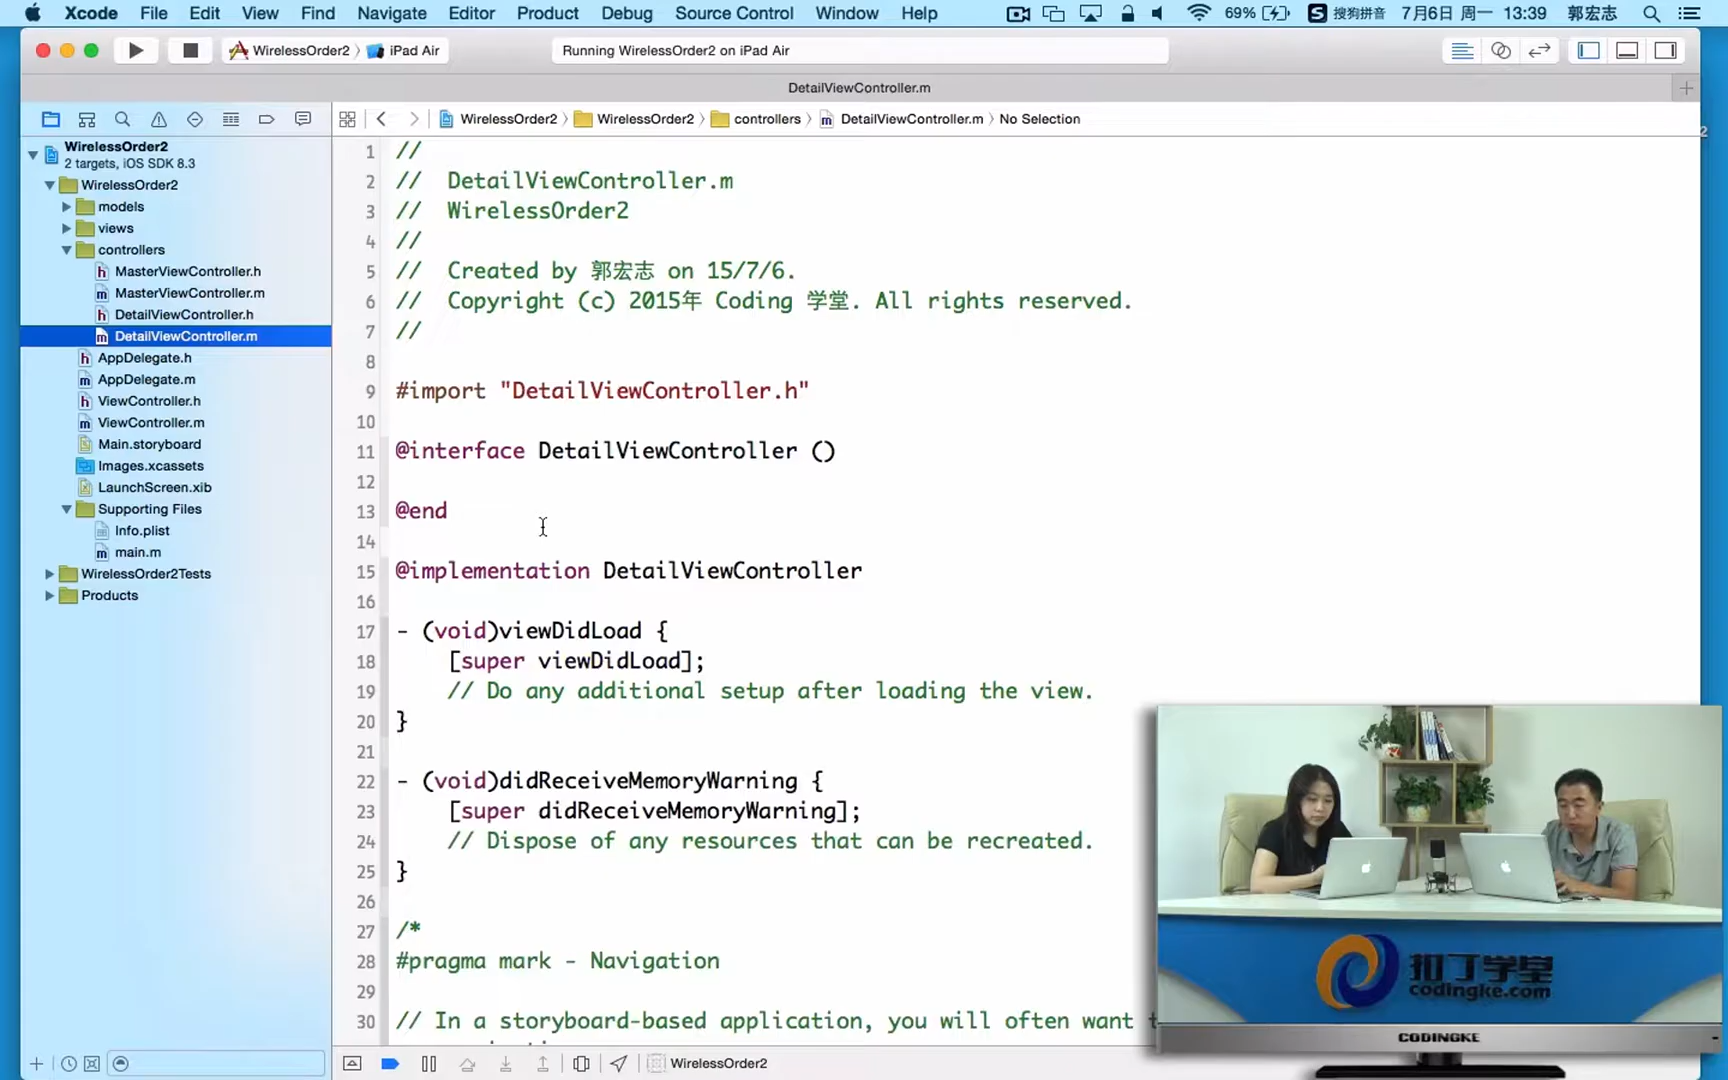 Xcode File Edit View Find Navigate Editor Product Debug Source Control Window Help 69% S 搜狗拼音 7月6日 周一 13:39 郭宏志
WirelessOrder2 〉 iPad Air
Running WirelessOrder2 on iPad Air
DetailViewController.m
WirelessOrder2 〉 WirelessOrder2 〉 controllers 〉 DetailViewController.m 〉 No Selection
2
WirelessOrder2
2 targets, iOS SDK 8.3
WirelessOrder2
models
views
controllers
h MasterViewController.h
m MasterViewController.m
h DetailViewController.h
m DetailViewController.m
h AppDelegate.h
m AppDelegate.m
h ViewController.h
m ViewController.m
Main.storyboard
Images.xcassets
LaunchScreen.xib
Supporting Files
Info.plist
m main.m
WirelessOrder2Tests
Products
1 //
2 //  DetailViewController.m
3 //  WirelessOrder2
4 //
5 //  Created by 郭宏志 on 15/7/6.
6 //  Copyright (c) 2015年 Coding 学堂. All rights reserved.
7 //
8
9 #import "DetailViewController.h"
10
11 @interface DetailViewController ()
12
13 @end
14
15 @implementation DetailViewController
16
17 - (void)viewDidLoad {
18     [super viewDidLoad];
19     // Do any additional setup after loading the view.
20 }
21
22 - (void)didReceiveMemoryWarning {
23     [super didReceiveMemoryWarning];
24     // Dispose of any resources that can be recreated.
25 }
26
27 /*
28 #pragma mark - Navigation
29
30 // In a storyboard-based application, you will often want t
WirelessOrder2
扣丁学堂
codingke.com
CODINGKE